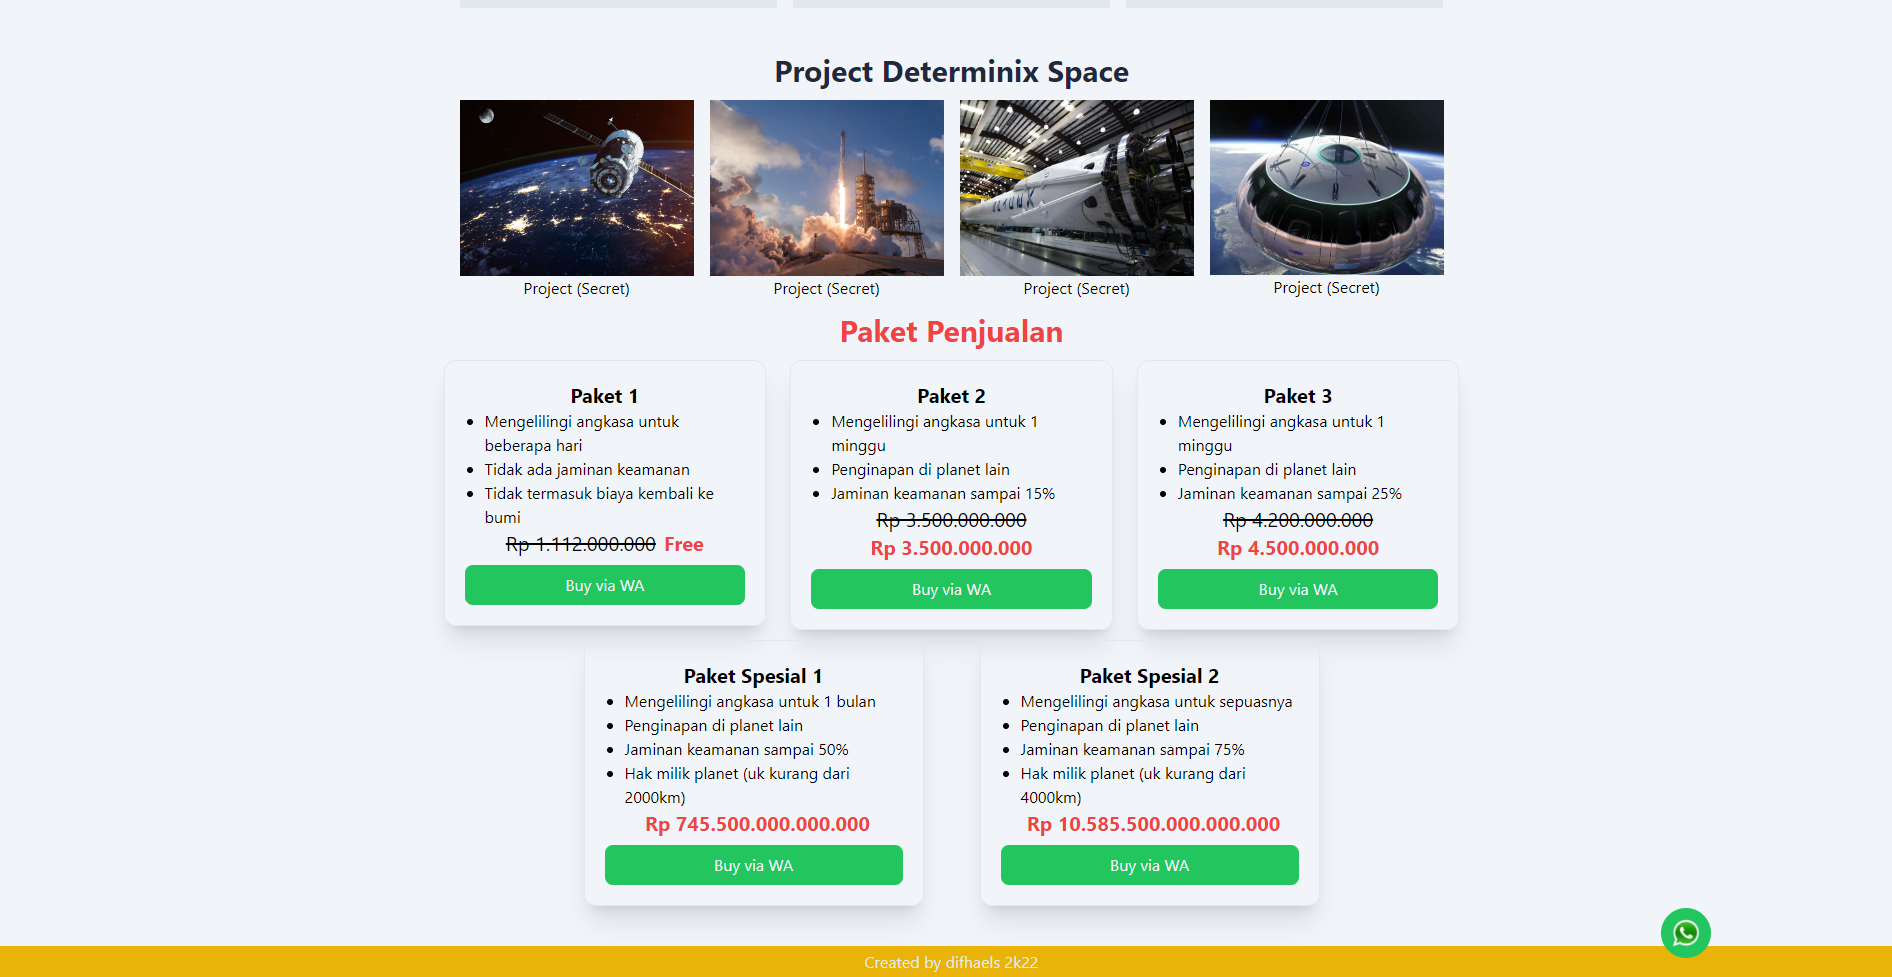 Project Determinix Space
Project (Secret)
Project (Secret)
Project (Secret)
Project (Secret)
Paket Penjualan
Paket 1
Mengelilingi angkasa untuk
beberapa hari
Tidak ada jaminan keamanan
Tidak termasuk biaya kembali ke
bumi
Rp 1.112.000.000 Free
Buy via WA
Paket 2
Mengelilingi angkasa untuk 1
minggu
Penginapan di planet lain
Jaminan keamanan sampai 15%
Rp 3.500.000.000
Rp 3.500.000.000
Buy via WA
Paket 3
Mengelilingi angkasa untuk 1
minggu
Penginapan di planet lain
Jaminan keamanan sampai 25%
Rp 4.200.000.000
Rp 4.500.000.000
Buy via WA
Paket Spesial 1
Mengelilingi angkasa untuk 1 bulan
Penginapan di planet lain
Jaminan keamanan sampai 50%
Hak milik planet (uk kurang dari
2000km)
Rp 745.500.000.000.000
Buy via WA
Paket Spesial 2
Mengelilingi angkasa untuk sepuasnya
Penginapan di planet lain
Jaminan keamanan sampai 75%
Hak milik planet (uk kurang dari
4000km)
Rp 10.585.500.000.000.000
Buy via WA
Created by difhaels 2k22